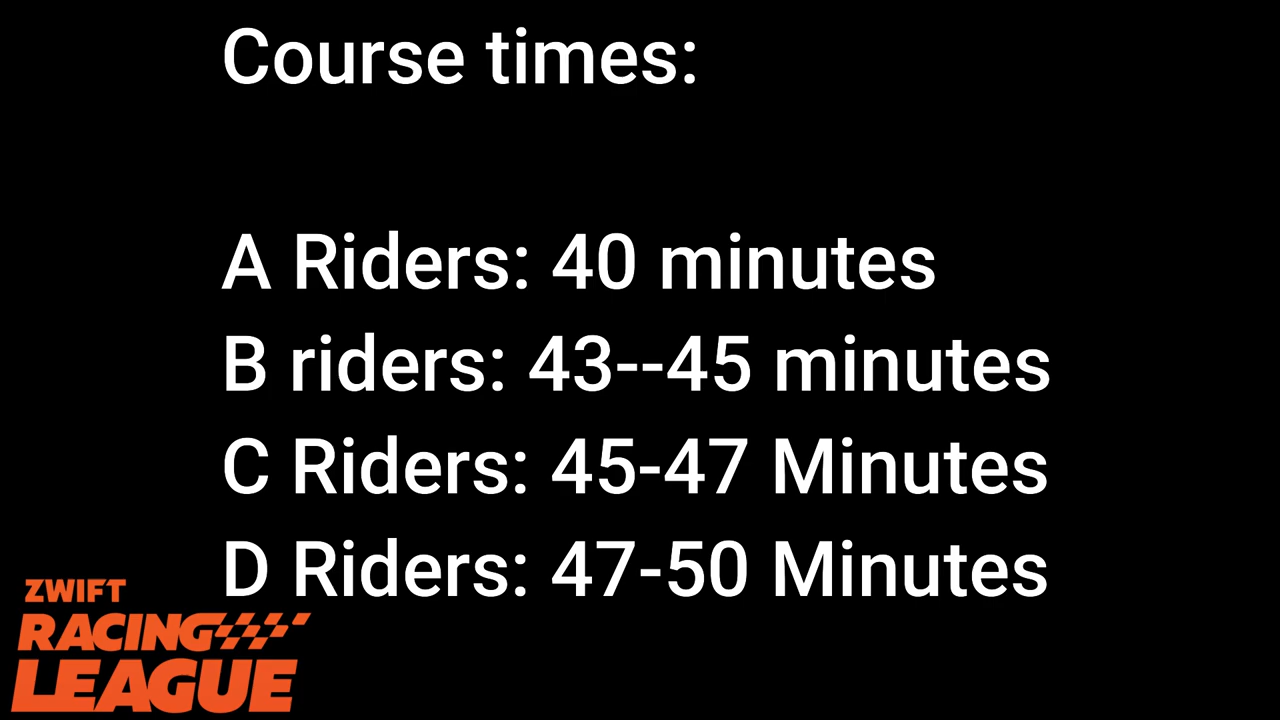 Course times:
A Riders: 40 minutes
B riders: 43--45 minutes
C Riders: 45-47 Minutes
D Riders: 47-50 Minutes
ZWIFT
RACING
LEAGUE